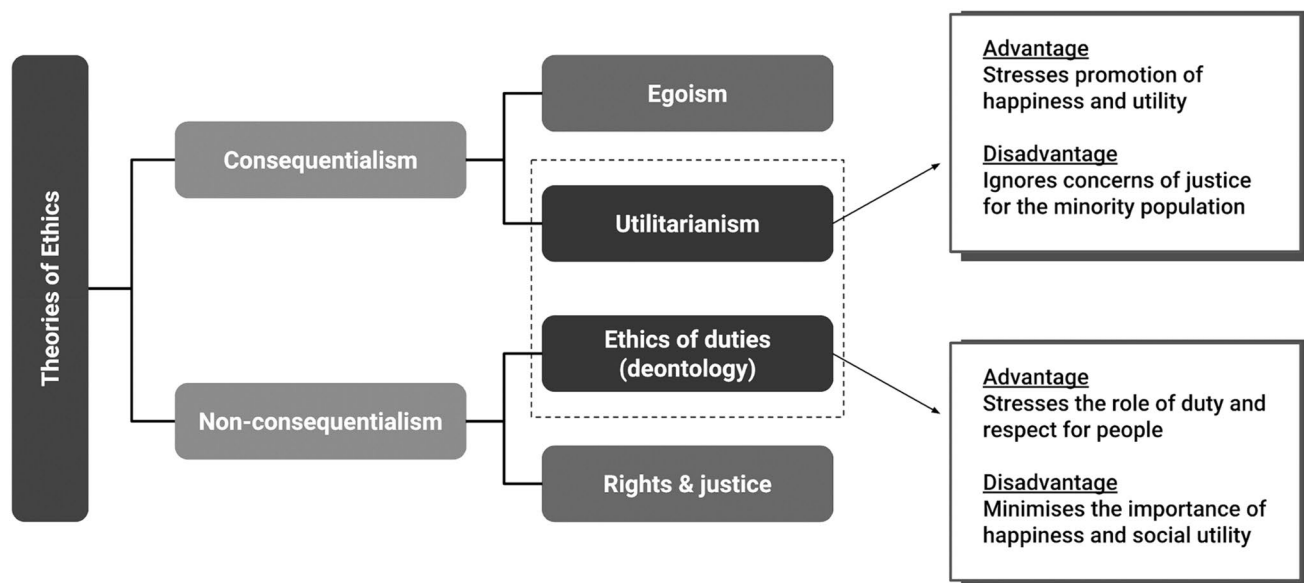 Theories of Ethics
Consequentialism
Non-consequentialism
Egoism
Utilitarianism
Ethics of duties
(deontology)
Rights & justice
Advantage
Stresses promotion of
happiness and utility
Disadvantage
Ignores concerns of justice
for the minority population
Advantage
Stresses the role of duty and
respect for people
Disadvantage
Minimises the importance of
happiness and social utility